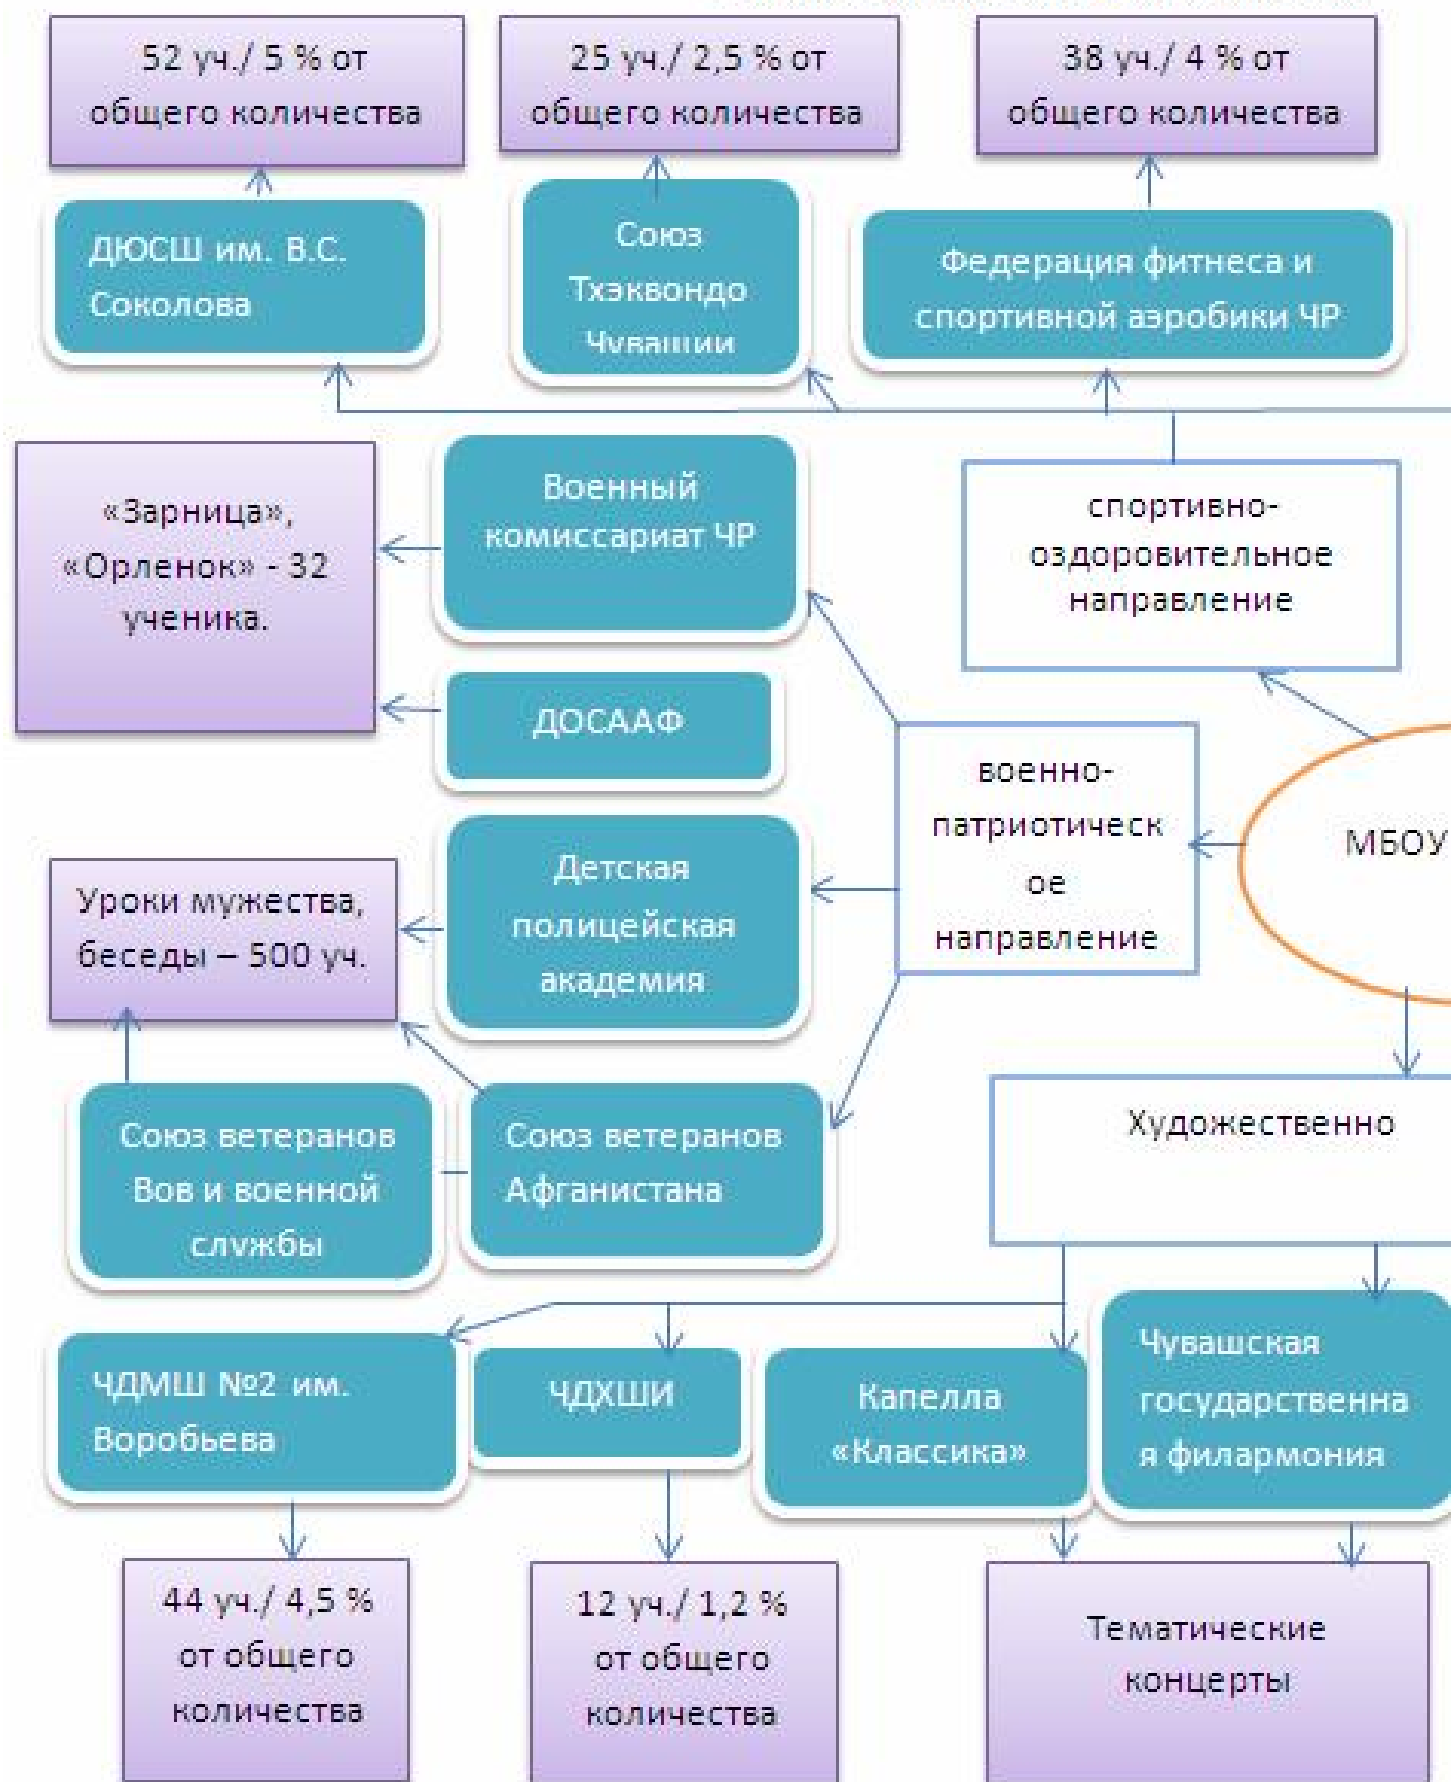 52 уч./ 5 % от
общего количества
25 уч./ 2,5 % от
общего количества
38 уч./ 4 % от
общего количества
ДЮСШ им. В.С.
Соколова
Союз
Тхэквондо
Чувашии
Федерация фитнеса и
спортивной аэробики ЧР
«Зарница»,
«Орленок» - 32
ученика.
Военный
комиссариат ЧР
спортивно-
оздоровительное
направление
ДОСААФ
военно-
патриотическ
ое
направление
МБОУ
Уроки мужества,
беседы – 500 уч.
Детская
полицейская
академия
Союз ветеранов
Вов и военной
службы
Союз ветеранов
Афганистана
Художественно
ЧДМШ №2 им.
Воробьева
ЧДХШИ
Капелла
«Классика»
Чувашская
государственна
я филармония
44 уч./ 4,5 %
от общего
количества
12 уч./ 1,2 %
от общего
количества
Тематические
концерты